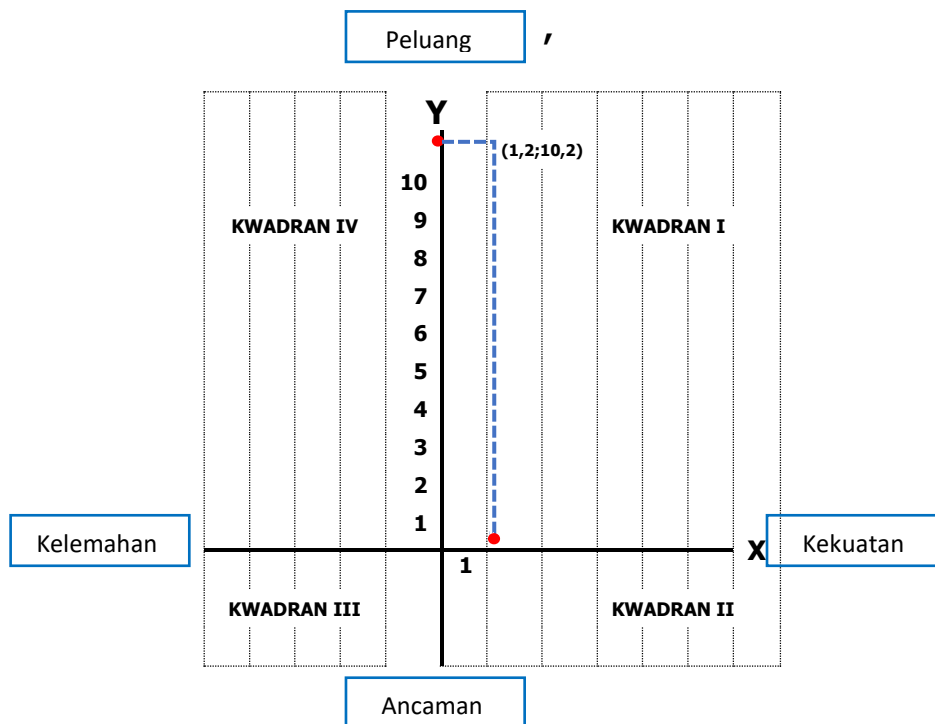 Peluang ,
Y
(1,2;10,2)
10
9
KWADRAN IV KWADRAN I
8
7
6
5
4
3
2
1
Kelemahan X Kekuatan
1
KWADRAN III KWADRAN II
Ancaman